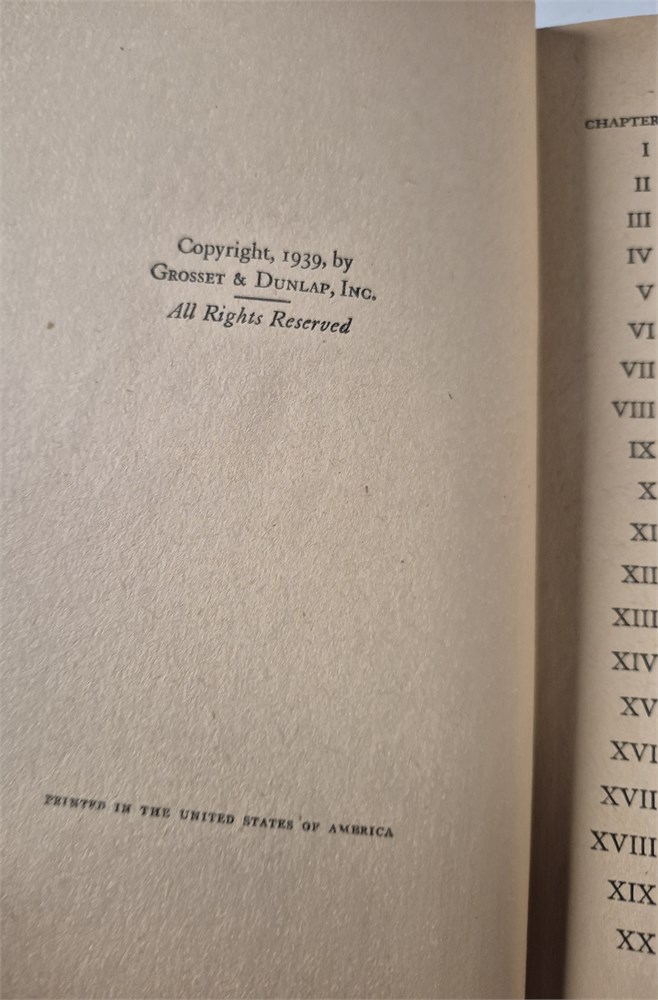 Copyright, 1939, by
GROSSET & DUNLAP, INC.
All Rights Reserved
PRINTED IN THE UNITED STATES OF AMERICA
CHAPTER
I
II
III
IV
V
VI
VII
VIII
IX
X
XI
XII
XIII
XIV
XV
XVI
XVII
XVIII
XIX
XX